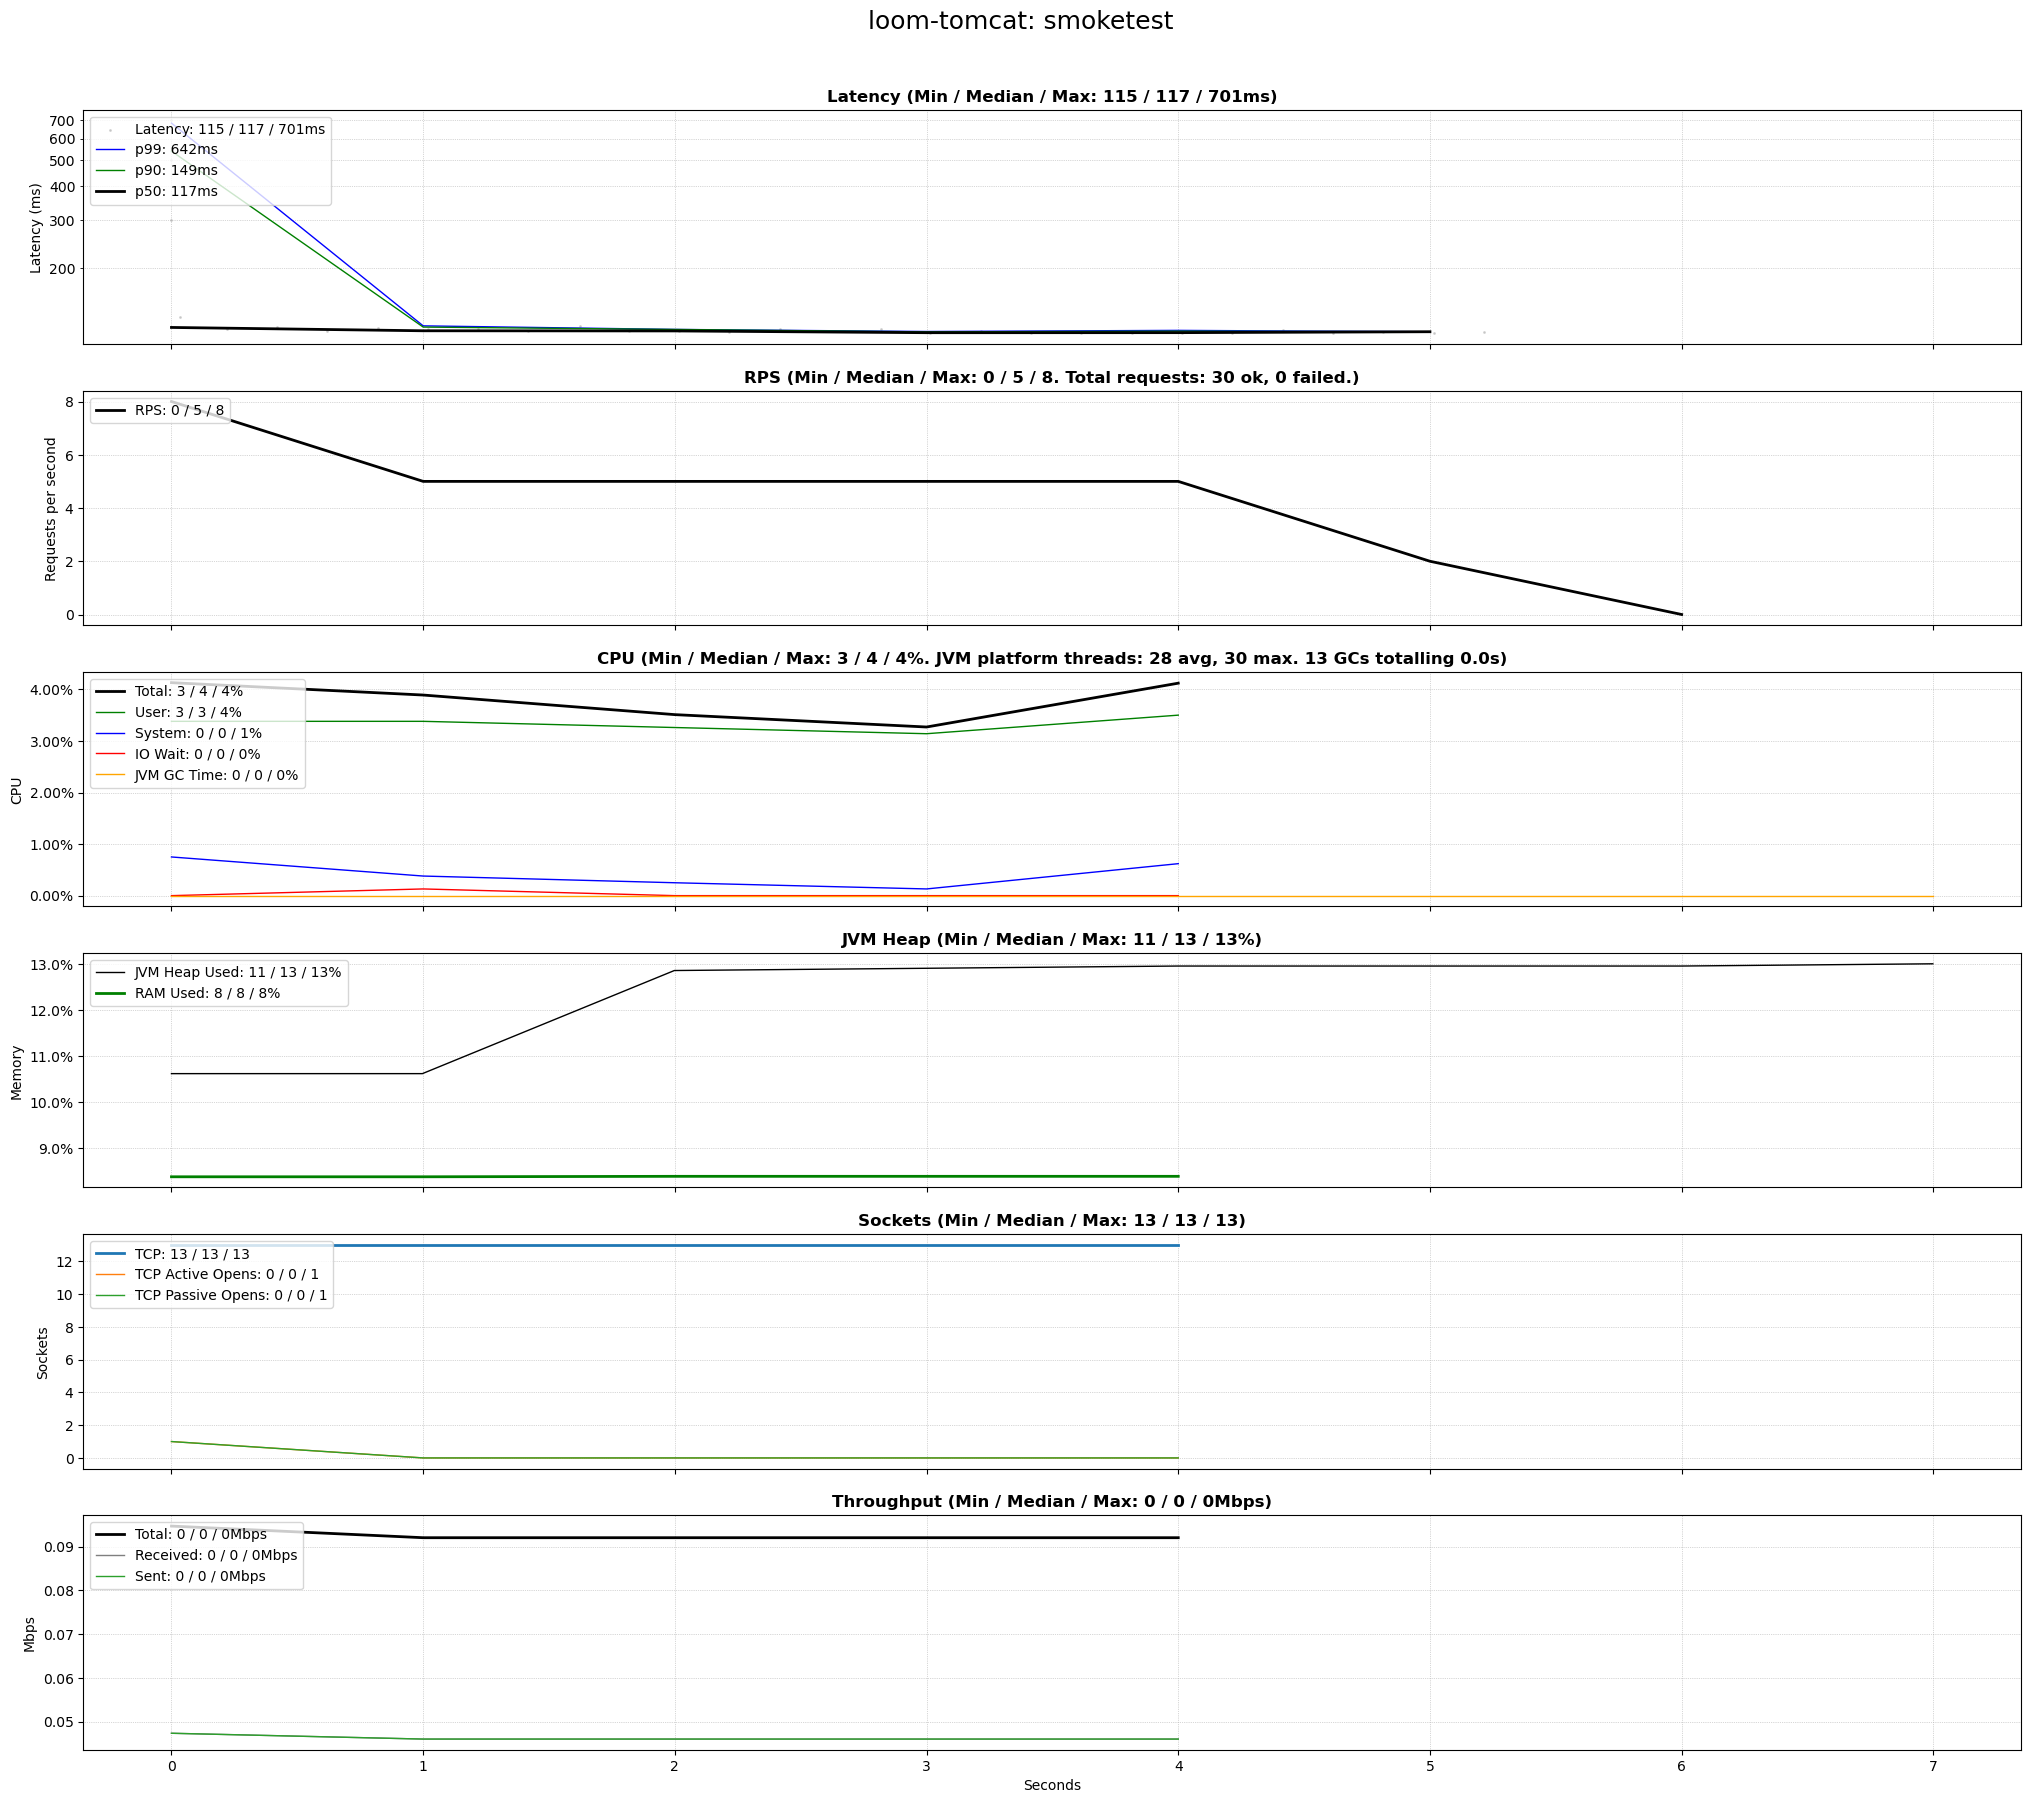 loom-tomcat: smoketest
Latency (Min / Median / Max: 115 / 117 / 701ms)
Latency (ms)
700
600
500
400
300
200
Latency: 115 / 117 / 701ms
p99: 642ms
p90: 149ms
p50: 117ms
RPS (Min / Median / Max: 0 / 5 / 8. Total requests: 30 ok, 0 failed.)
Requests per second
8
6
4
2
0
RPS: 0 / 5 / 8
CPU (Min / Median / Max: 3 / 4 / 4%. JVM platform threads: 28 avg, 30 max. 13 GCs totalling 0.0s)
CPU
4.00%
3.00%
2.00%
1.00%
0.00%
Total: 3 / 4 / 4%
User: 3 / 3 / 4%
System: 0 / 0 / 1%
IO Wait: 0 / 0 / 0%
JVM GC Time: 0 / 0 / 0%
JVM Heap (Min / Median / Max: 11 / 13 / 13%)
Memory
13.0%
12.0%
11.0%
10.0%
9.0%
JVM Heap Used: 11 / 13 / 13%
RAM Used: 8 / 8 / 8%
Sockets (Min / Median / Max: 13 / 13 / 13)
Sockets
12
10
8
6
4
2
0
TCP: 13 / 13 / 13
TCP Active Opens: 0 / 0 / 1
TCP Passive Opens: 0 / 0 / 1
Throughput (Min / Median / Max: 0 / 0 / 0Mbps)
Mbps
0.09
0.08
0.07
0.06
0.05
Total: 0 / 0 / 0Mbps
Received: 0 / 0 / 0Mbps
Sent: 0 / 0 / 0Mbps
0 1 2 3 4 5 6 7
Seconds